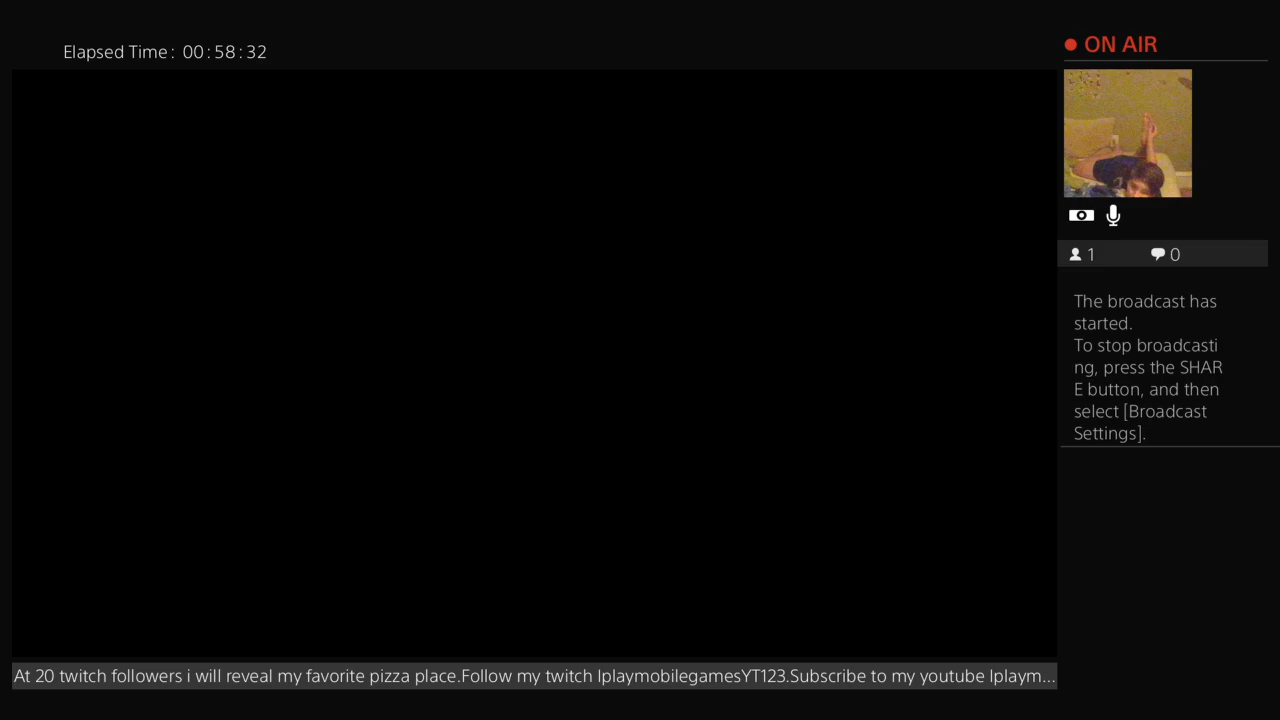 Elapsed Time: 00:58:32
ON AIR
1 0
The broadcast has
started.
To stop broadcasti
ng, press the SHAR
E button, and then
select [Broadcast
Settings].
At 20 twitch followers i will reveal my favorite pizza place.Follow my twitch IplaymobilegamesYT123.Subscribe to my youtube Iplaym...